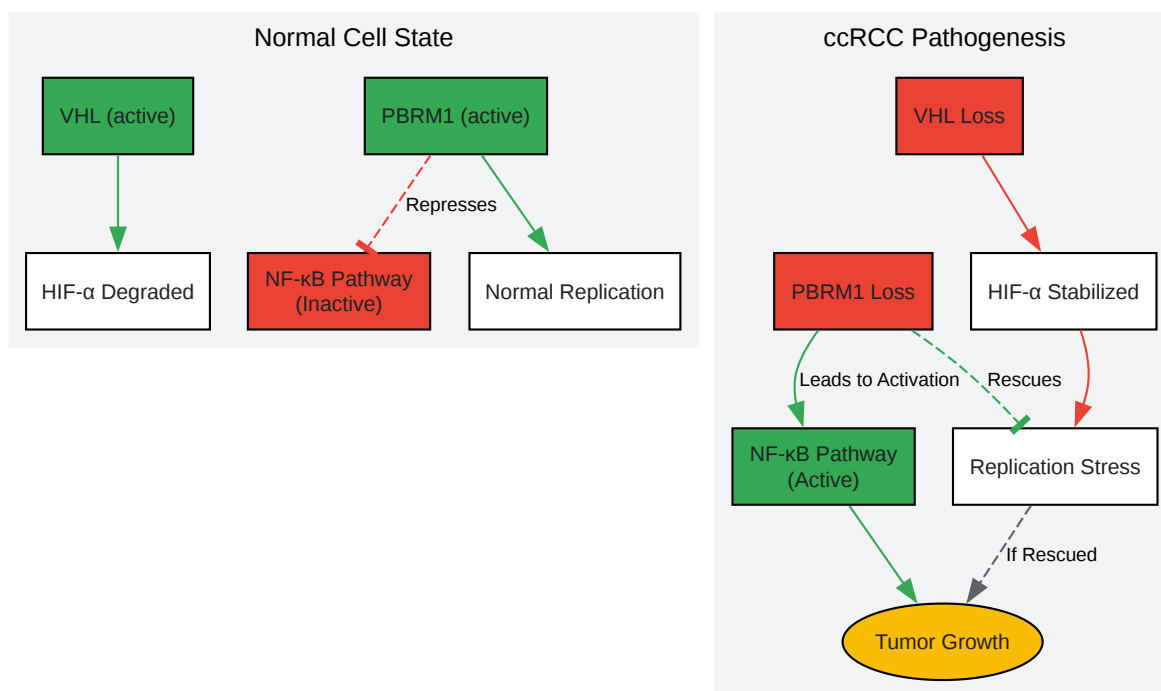 Normal Cell State
VHL (active)
PBRM1 (active)
Represses
HIF-α Degraded
NF-κB Pathway
(Inactive)
Normal Replication
ccRCC Pathogenesis
VHL Loss
PBRM1 Loss
HIF-α Stabilized
Leads to Activation
Rescues
NF-κB Pathway
(Active)
Replication Stress
If Rescued
Tumor Growth